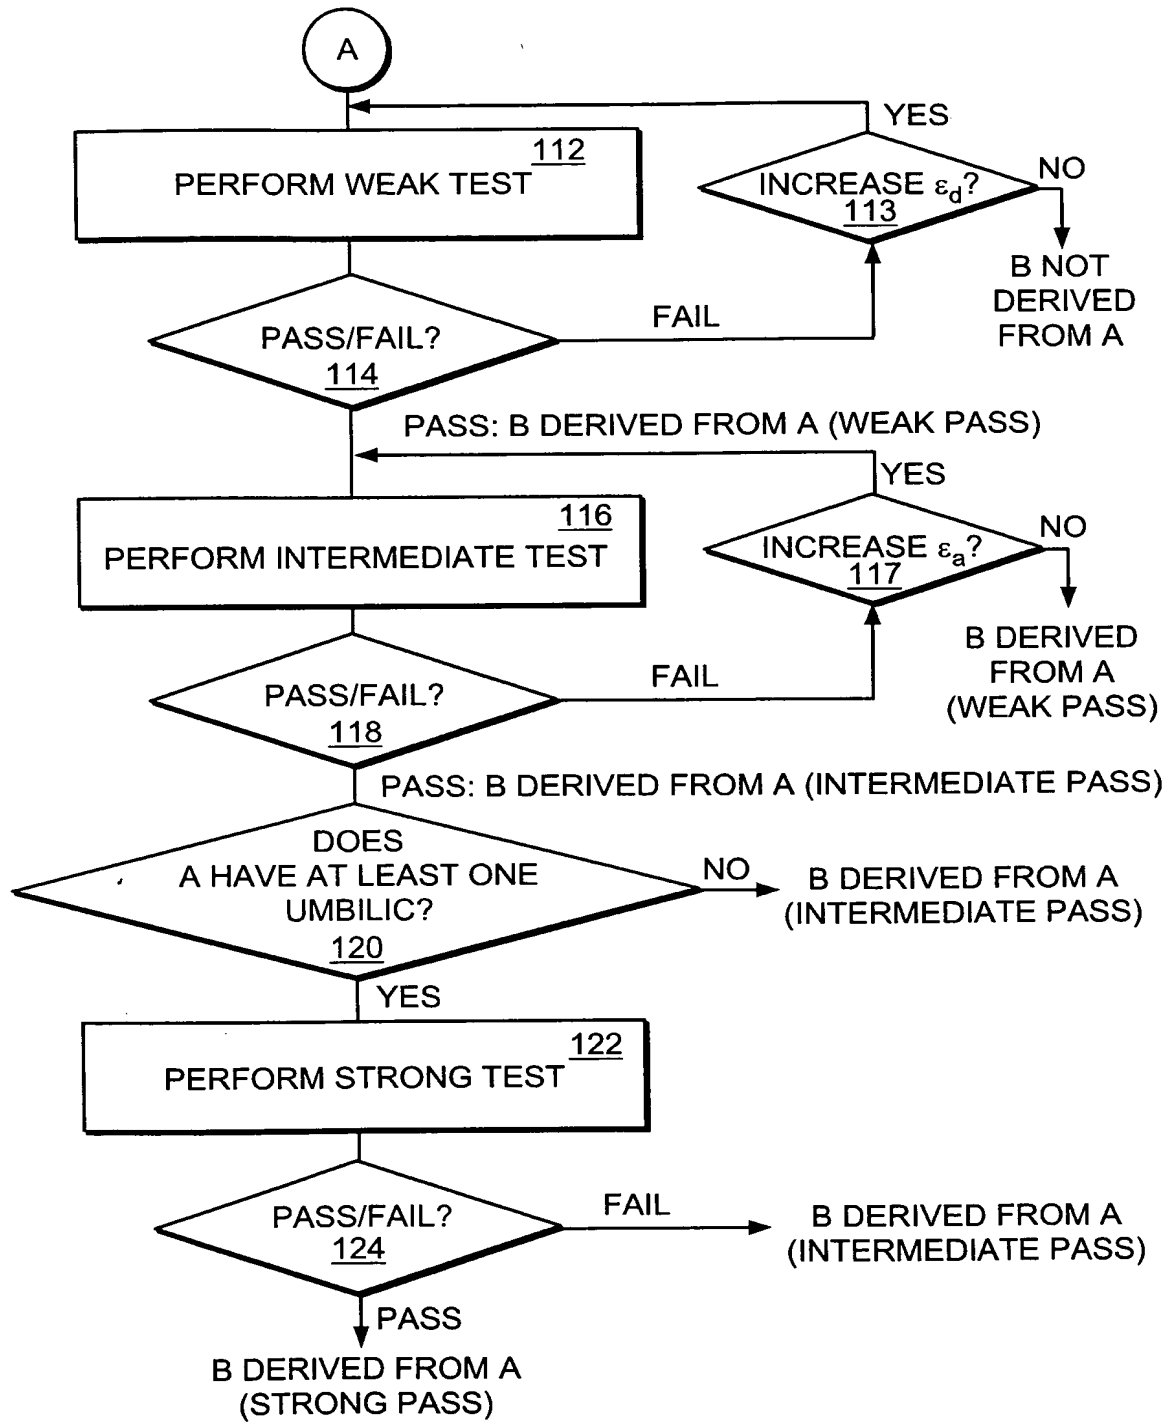 A
YES
112
PERFORM WEAK TEST
INCREASE εd?
113
NO
B NOT
DERIVED
FROM A
PASS/FAIL?
114
FAIL
PASS: B DERIVED FROM A (WEAK PASS)
YES
116
PERFORM INTERMEDIATE TEST
INCREASE εa?
117
NO
B DERIVED
FROM A
(WEAK PASS)
PASS/FAIL?
118
FAIL
PASS: B DERIVED FROM A (INTERMEDIATE PASS)
DOES
A HAVE AT LEAST ONE
UMBILIC?
120
NO
B DERIVED FROM A
(INTERMEDIATE PASS)
YES
122
PERFORM STRONG TEST
PASS/FAIL?
124
FAIL
B DERIVED FROM A
(INTERMEDIATE PASS)
PASS
B DERIVED FROM A
(STRONG PASS)